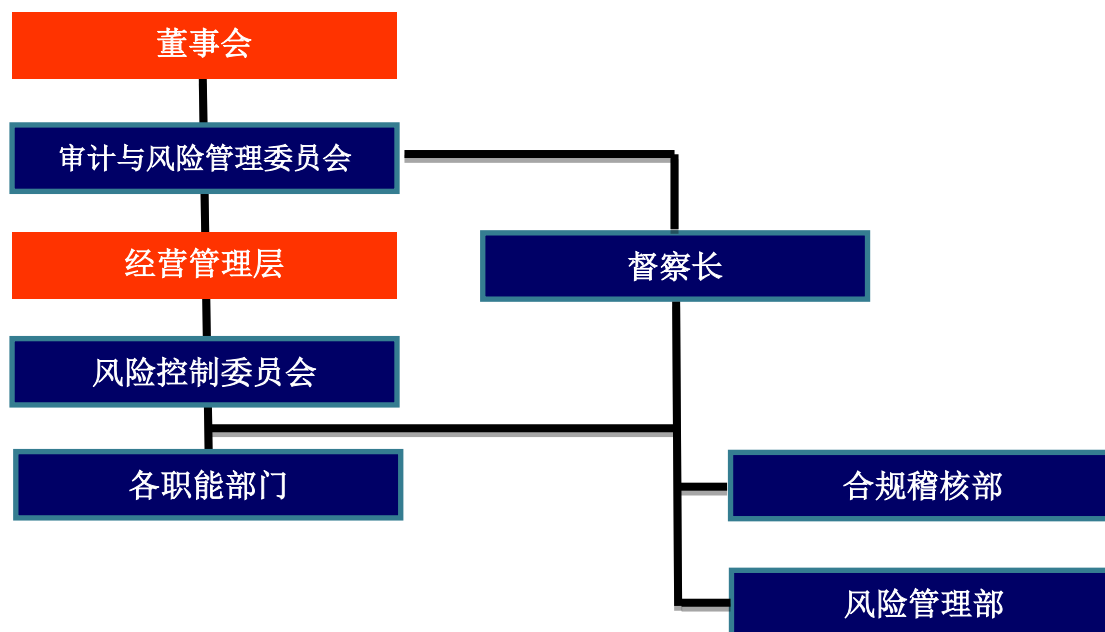 董事会
审计与风险管理委员会
经营管理层
督察长
风险控制委员会
各职能部门
合规稽核部
风险管理部